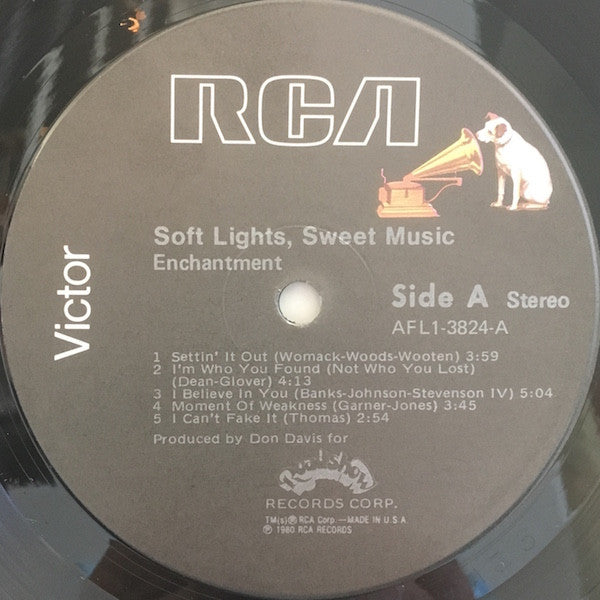 RCA
Victor
Soft Lights, Sweet Music
Enchantment
Side A Stereo
AFL1-3824-A
1 Settin' It Out (Womack-Woods-Wooten) 3:59
2 I'm Who You Found (Not Who You Lost)
(Dean-Glover) 4:13
3 I Believe In You (Banks-Johnson-Stevenson IV) 5:04
4 Moment Of Weakness (Garner-Jones) 3:45
5 I Can't Fake It (Thomas) 2:54
Produced by Don Davis for
Roadshow
RECORDS CORP.
TM(s)® RCA Corp.—MADE IN U.S.A
℗ 1980 RCA RECORDS